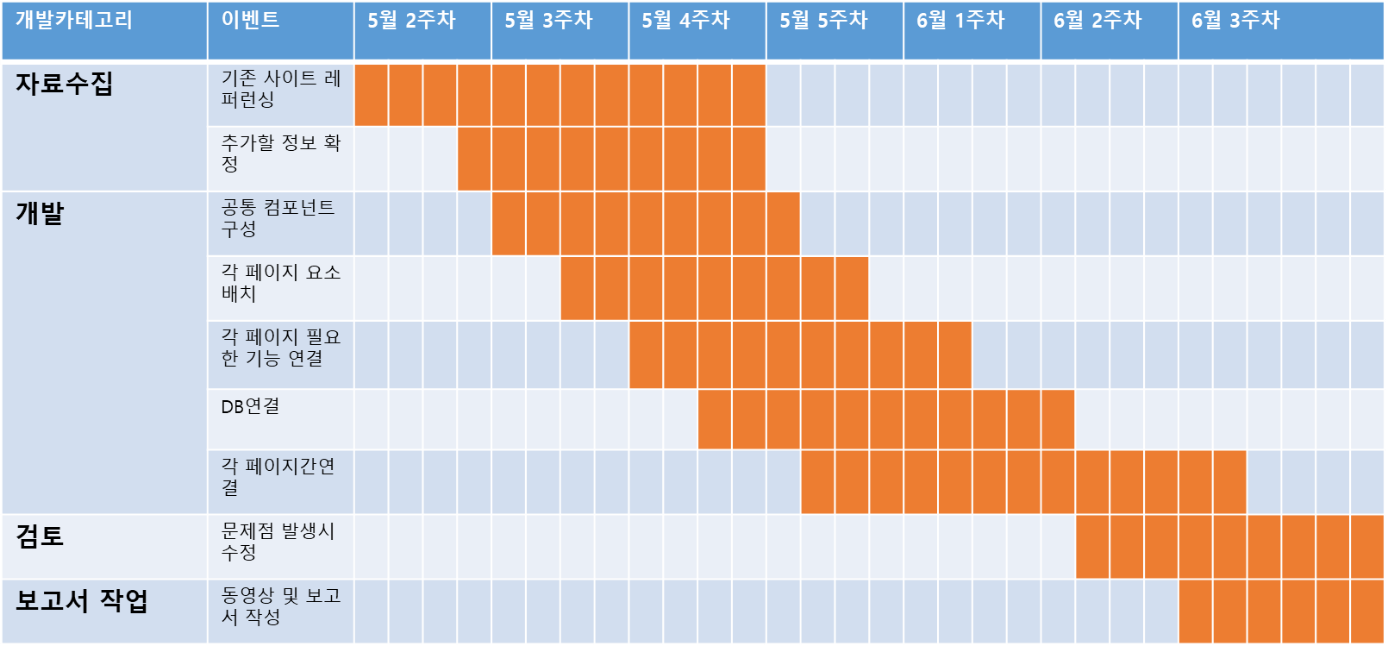 개발카테고리 이벤트 5월 2주차 5월 3주차 5월 4주차 5월 5주차 6월 1주차 6월 2주차 6월 3주차
자료수집
기존 사이트 레
퍼런싱
추가할 정보 확
정
개발
공통 컴포넌트
구성
각 페이지 요소
배치
각 페이지 필요
한 기능 연결
DB연결
각 페이지간연
결
검토
문제점 발생시
수정
보고서 작업
동영상 및 보고
서 작성